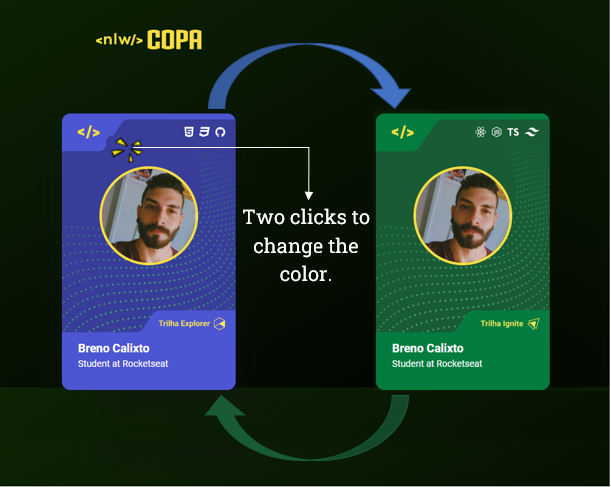 <nlw/> COPA
</>
</>
TS
Two clicks to
change the
color.
Trilha Explorer
Trilha Ignite
Breno Calixto
Student at Rocketseat
Breno Calixto
Student at Rocketseat